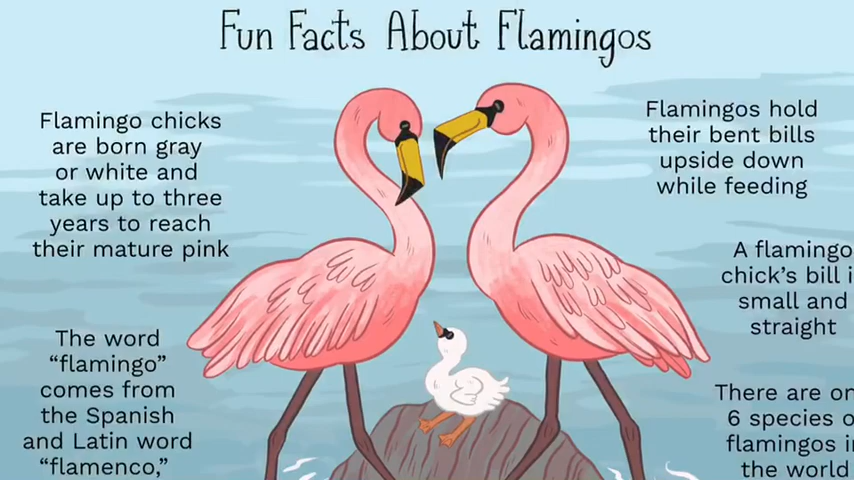 Fun Facts About Flamingos
Flamingo chicks
are born gray
or white and
take up to three
years to reach
their mature pink
The word
“flamingo”
comes from
the Spanish
and Latin word
“flamenco,”
Flamingos hold
their bent bills
upside down
while feeding
A flamingo
chick’s bill
small and
straight
There are
6 species
flamingos
the world